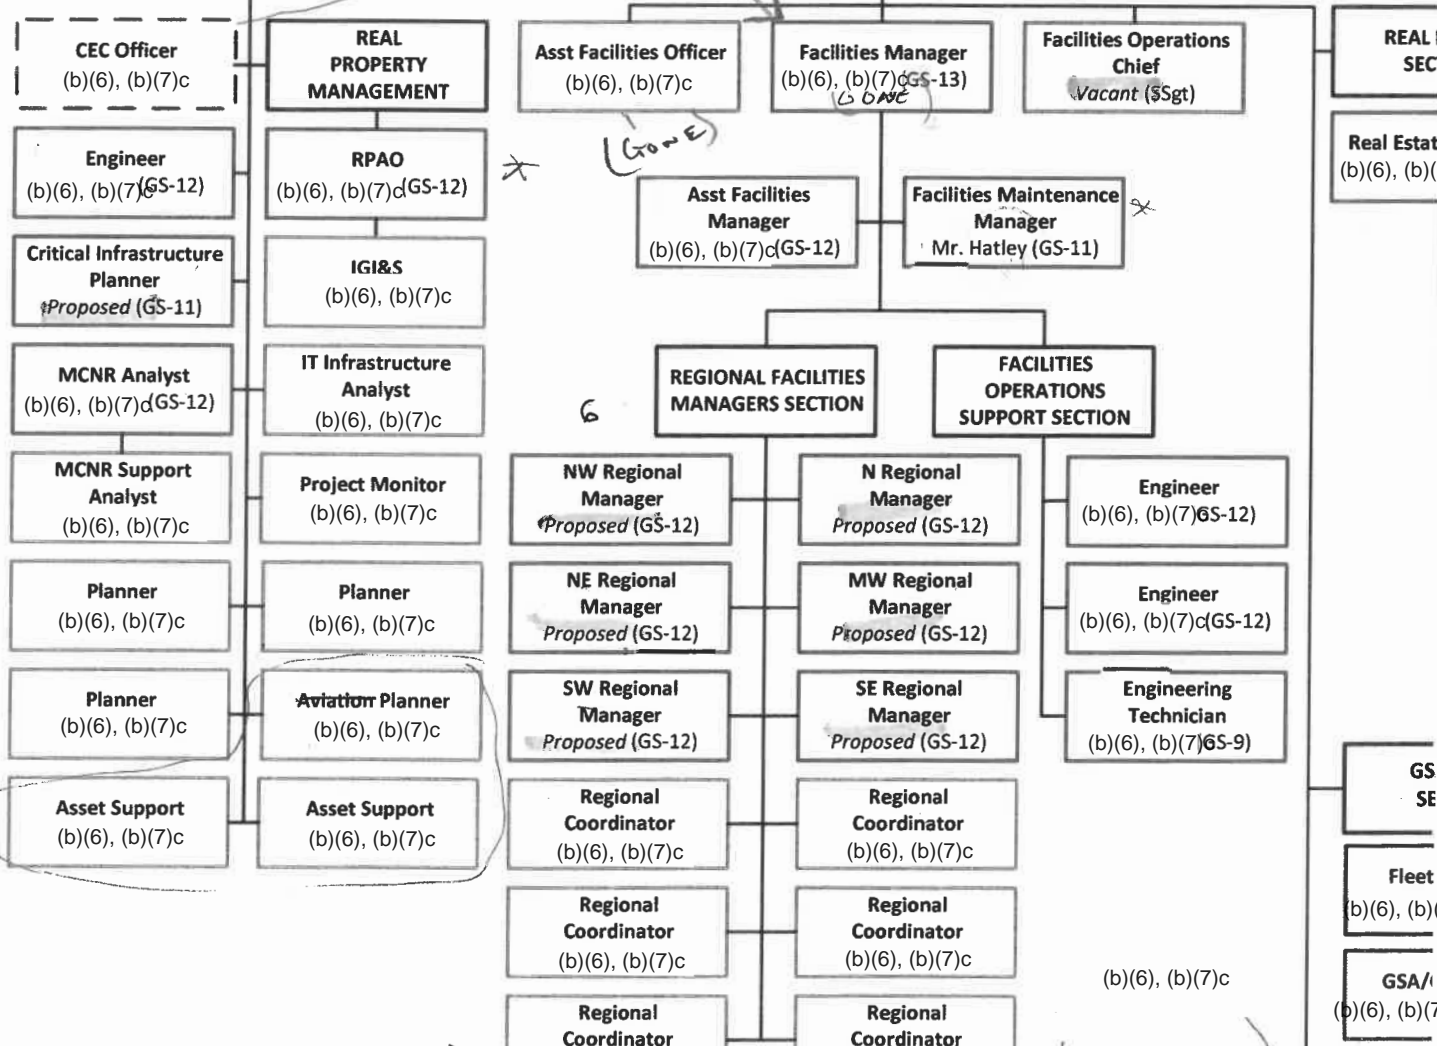 CEC Officer
(b)(6), (b)(7)c
REAL
PROPERTY
MANAGEMENT
Engineer
(b)(6), (b)(7)c(GS-12)
RPAO
(b)(6), (b)(7)c(GS-12)
Critical Infrastructure
Planner
Proposed (GS-11)
IGI&S
(b)(6), (b)(7)c
MCNR Analyst
(b)(6), (b)(7)c(GS-12)
IT Infrastructure
Analyst
(b)(6), (b)(7)c
MCNR Support
Analyst
(b)(6), (b)(7)c
Project Monitor
(b)(6), (b)(7)c
Planner
(b)(6), (b)(7)c
Planner
(b)(6), (b)(7)c
Planner
(b)(6), (b)(7)c
Aviation Planner
(b)(6), (b)(7)c
Asset Support
(b)(6), (b)(7)c
Asset Support
(b)(6), (b)(7)c
Asst Facilities Officer
(b)(6), (b)(7)c
(GONE)
Facilities Manager
(b)(6), (b)(7)c(GS-13)
(GONE)
Facilities Operations
Chief
Vacant (SSgt)
Asst Facilities
Manager
(b)(6), (b)(7)c(GS-12)
Facilities Maintenance
Manager
Mr. Hatley (GS-11)
REGIONAL FACILITIES
MANAGERS SECTION
FACILITIES
OPERATIONS
SUPPORT SECTION
6
NW Regional
Manager
Proposed (GS-12)
N Regional
Manager
Proposed (GS-12)
NE Regional
Manager
Proposed (GS-12)
MW Regional
Manager
Proposed (GS-12)
SW Regional
Manager
Proposed (GS-12)
SE Regional
Manager
Proposed (GS-12)
Regional
Coordinator
(b)(6), (b)(7)c
Regional
Coordinator
(b)(6), (b)(7)c
Regional
Coordinator
(b)(6), (b)(7)c
Regional
Coordinator
(b)(6), (b)(7)c
Regional
Coordinator
Regional
Coordinator
Engineer
(b)(6), (b)(7)c GS-12)
Engineer
(b)(6), (b)(7)c(GS-12)
Engineering
Technician
(b)(6), (b)(7)c GS-9)
(b)(6), (b)(7)c
REAL
SEC
Real Estat
(b)(6), (b)(
GS
SE
Fleet
(b)(6), (b)(
GSA/
(b)(6), (b)(7